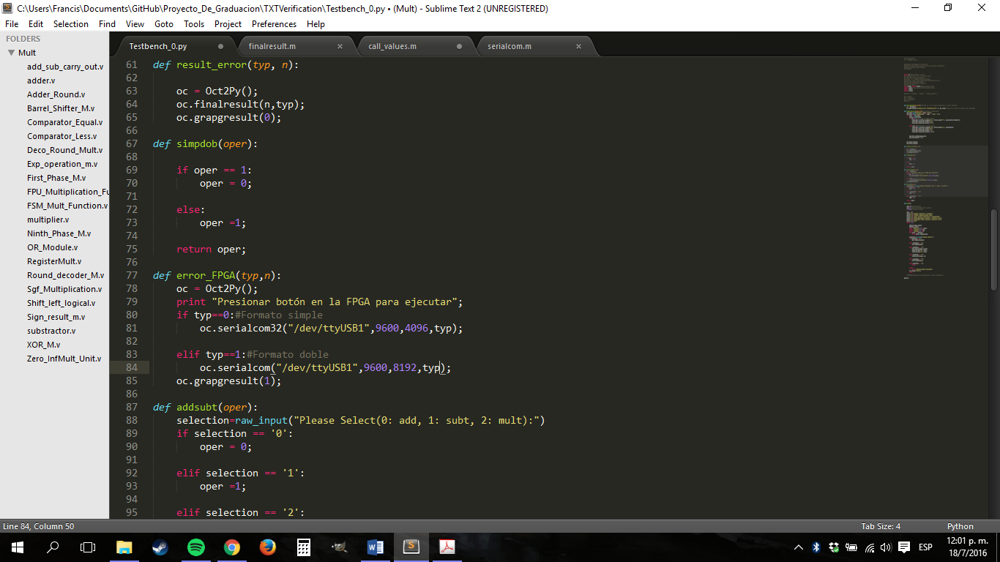 C:\Users\Francis\Documents\GitHub\Proyecto_De_Graduacion\TXTVerification\Testbench_0.py • (Mult) - Sublime Text 2 (UNREGISTERED)
File Edit Selection Find View Goto Tools Project Preferences Help
FOLDERS
Mult
add_sub_carry_out.v
adder.v
Adder_Round.v
Barrel_Shifter_M.v
Comparator_Equal.v
Comparator_Less.v
Deco_Round_Mult.v
Exp_operation_m.v
First_Phase_M.v
FPU_Multiplication_Fu
FSM_Mult_Function.v
multiplier.v
Ninth_Phase_M.v
OR_Module.v
RegisterMult.v
Round_decoder_M.v
Sgf_Multiplication.v
Shift_left_logical.v
Sign_result_m.v
substractor.v
XOR_M.v
Zero_InfMult_Unit.v
Testbench_0.py finalresult.m call_values.m serialcom.m
61 def result_error(typ, n):
62
63 oc = Oct2Py();
64 oc.finalresult(n,typ);
65 oc.grapgresult(0);
66
67 def simpdob(oper):
68
69 if oper == 1:
70 oper = 0;
71
72 else:
73 oper =1;
74
75 return oper;
76
77 def error_FPGA(typ,n):
78 oc = Oct2Py();
79 print "Presionar botón en la FPGA para ejecutar";
80 if typ==0:#Formato simple
81 oc.serialcom32("/dev/ttyUSB1",9600,4096,typ);
82
83 elif typ==1:#Formato doble
84 oc.serialcom("/dev/ttyUSB1",9600,8192,typ);
85 oc.grapgresult(1);
86
87 def addsubt(oper):
88 selection=raw_input("Please Select(0: add, 1: subt, 2: mult):")
89 if selection == '0':
90 oper = 0;
91
92 elif selection == '1':
93 oper =1;
94
95 elif selection == '2':
Line 84, Column 50 Tab Size: 4 Python
ESP
12:01 p. m.
18/7/2016